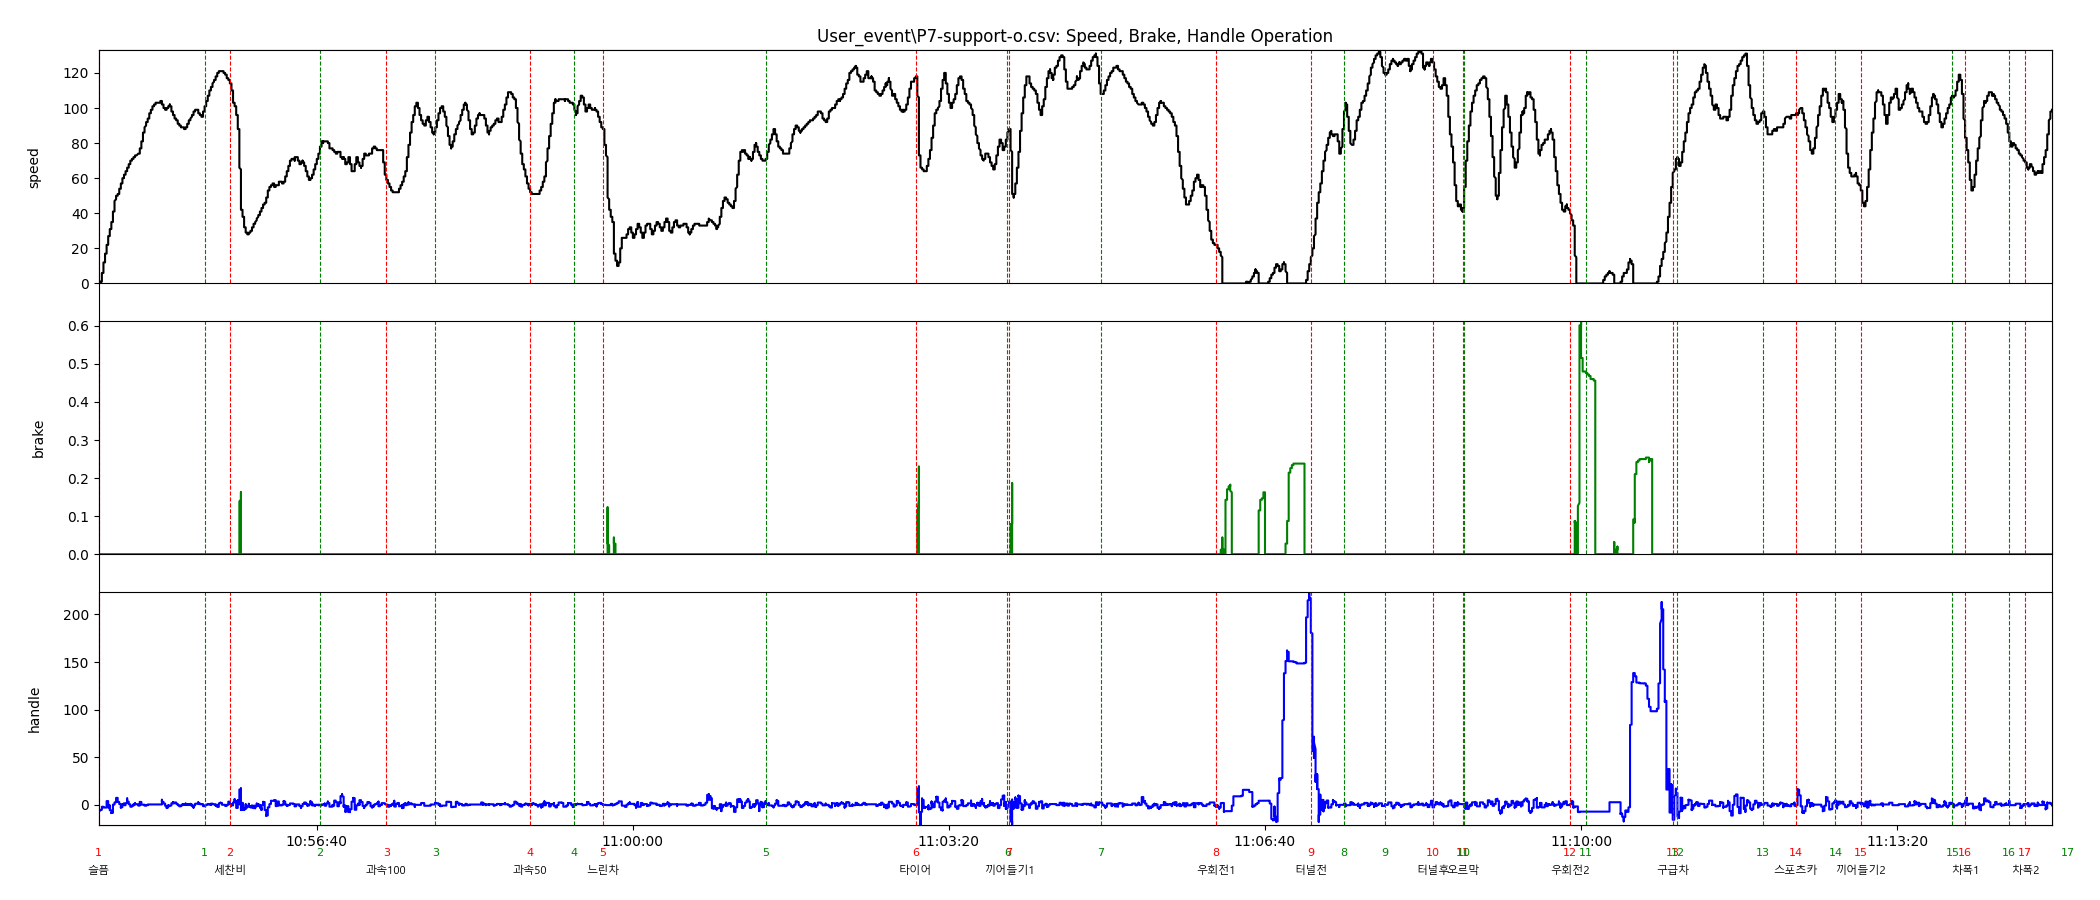 User_event\P7-support-o.csv: Speed, Brake, Handle Operation
speed
120
100
80
60
40
20
0
brake
0.6
0.5
0.4
0.3
0.2
0.1
0.0
handle
200
150
100
50
0
10:56:40 11:00:00 11:03:20 11:06:40 11:10:00 11:13:20
1 1 2 2 3 3 4 4 5 5 6 6 7 7 8 9 8 9 10 11 10 12 11 13 12 13 14 14 15 15 16 16 17 17
슬픔 세찬비 과속100 과속50 느린차 타이어 끼어들기1 우회전1 터널전 터널후 오르막 우회전2 구급차 스포츠카 끼어들기2 차폭1 차폭2